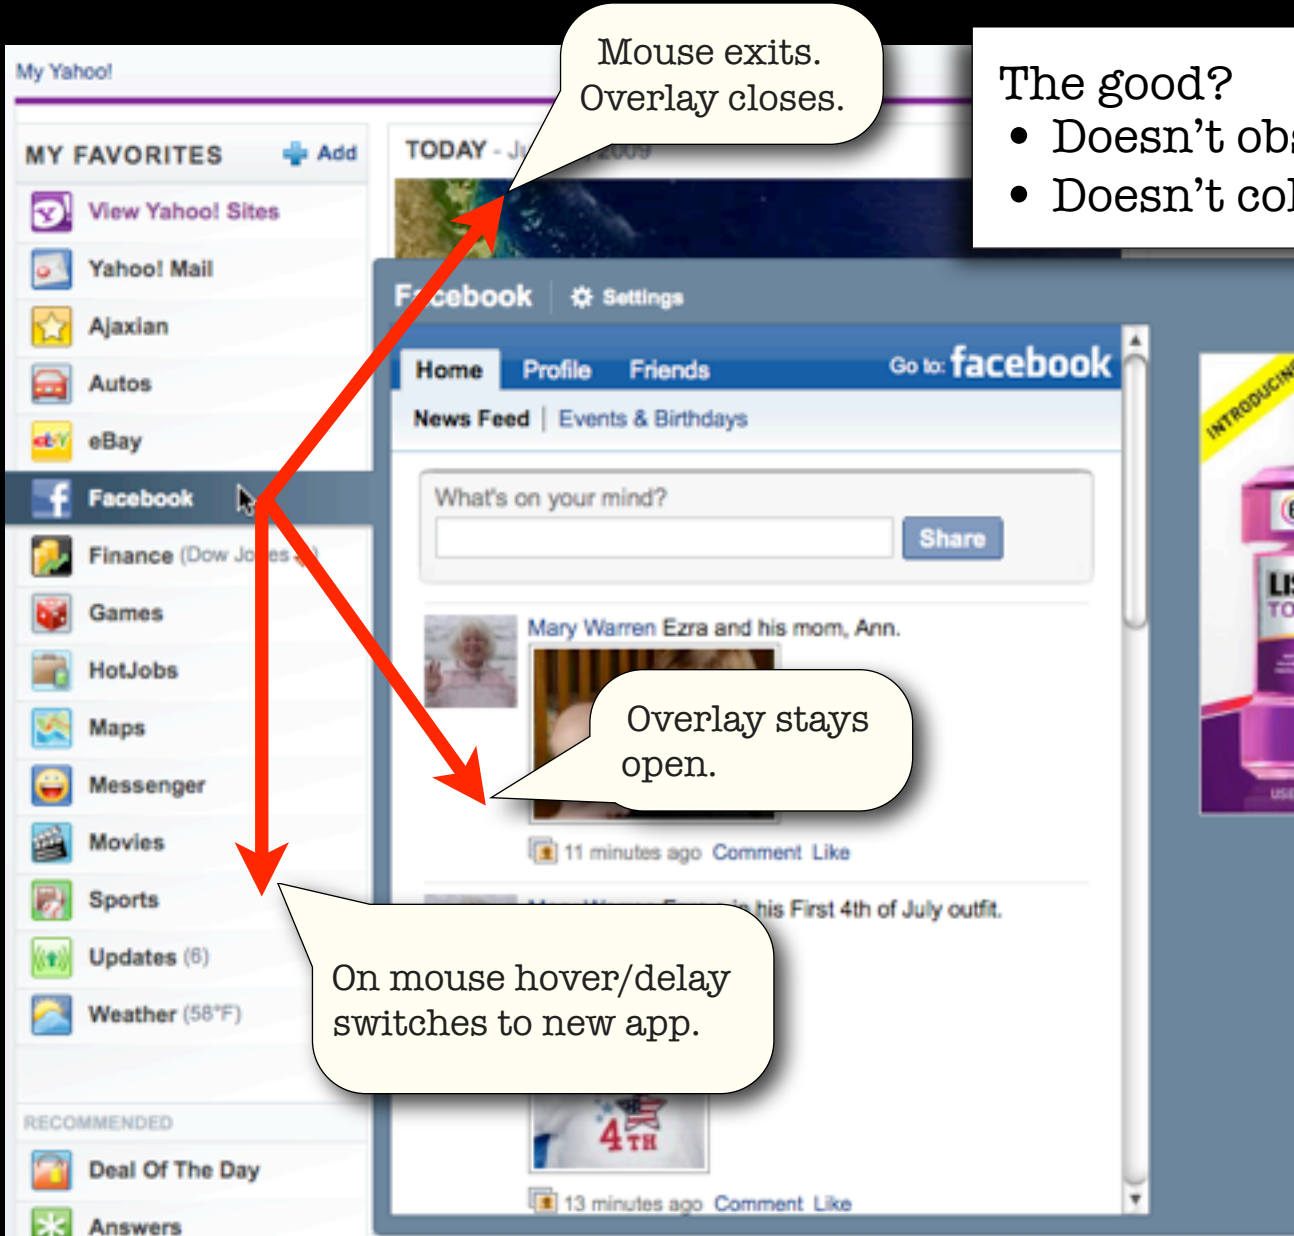 Mouse exits.
Overlay closes.
The good?
• Doesn't
• Doesn't
My Yahoo!
MY FAVORITES
Add
View Yahoo! Sites
Yahoo! Mail
Ajaxian
Autos
eBay
Facebook
Finance (Dow
Games
HotJobs
Maps
Messenger
Movies
Sports
Updates (6)
Weather (58°F)
RECOMMENDED
Deal Of The Day
Answers
TODAY - 2009
Facebook Settings
Home Profile Friends Go to: facebook
News Feed | Events & Birthdays
What's on your mind?
Share
Mary Warren Ezra and his mom, Ann.
Overlay stays
open.
11 minutes ago Comment Like
his First 4th of July outfit.
On mouse hover/delay
switches to new app.
4TH
13 minutes ago Comment Like